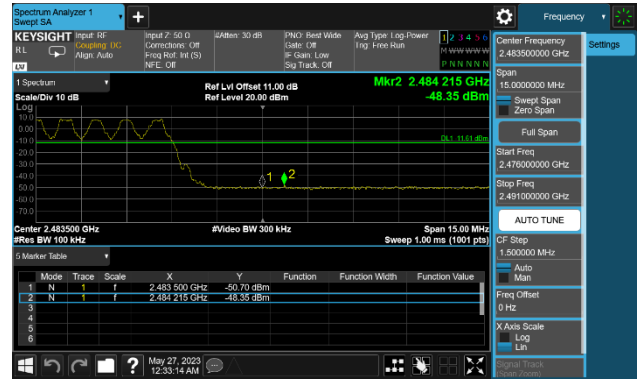 Spectrum Analyzer 1
Swept SA
Frequency
KEYSIGHT
RL
LXI
Input: RF
Coupling: DC
Align: Auto
Input Z: 50 Ω
Corrections: Off
Freq Ref: Int (S)
NFE: Off
#Atten: 30 dB
PNO: Best Wide
Gate: Off
IF Gain: Low
Sig Track: Off
Avg Type: Log-Power
Trig: Free Run
1 2 3 4 5 6
M W W W W W
P N N N N N
1 Spectrum
Scale/Div 10 dB
Ref Lvl Offset 11.00 dB
Ref Level 20.00 dBm
Mkr2 2.484 215 GHz
-48.35 dBm
Log
10.0
0.00
-10.0
-20.0
-30.0
-40.0
-50.0
-60.0
-70.0
1
2
Center 2.483500 GHz
#Res BW 100 kHz
#Video BW 300 kHz
Span 15.00 MHz
Sweep 1.00 ms (1001 pts)
5 Marker Table
Mode Trace Scale X Y Function Function Width Function Value
1 N 1 f 2.483 500 GHz -50.70 dBm
2 N 1 f 2.484 215 GHz -48.35 dBm
3
4
5
6
Center Frequency
2.483500000 GHz
Settings
Span
15.0000000 MHz
Swept Span
Zero Span
Full Span
Start Freq
2.476000000 GHz
Stop Freq
2.491000000 GHz
AUTO TUNE
CF Step
1.500000 MHz
Auto
Man
Freq Offset
0 Hz
X Axis Scale
Log
Lin
Signal Track
(Span Zoom)
?
May 27, 2023
12:33:14 AM